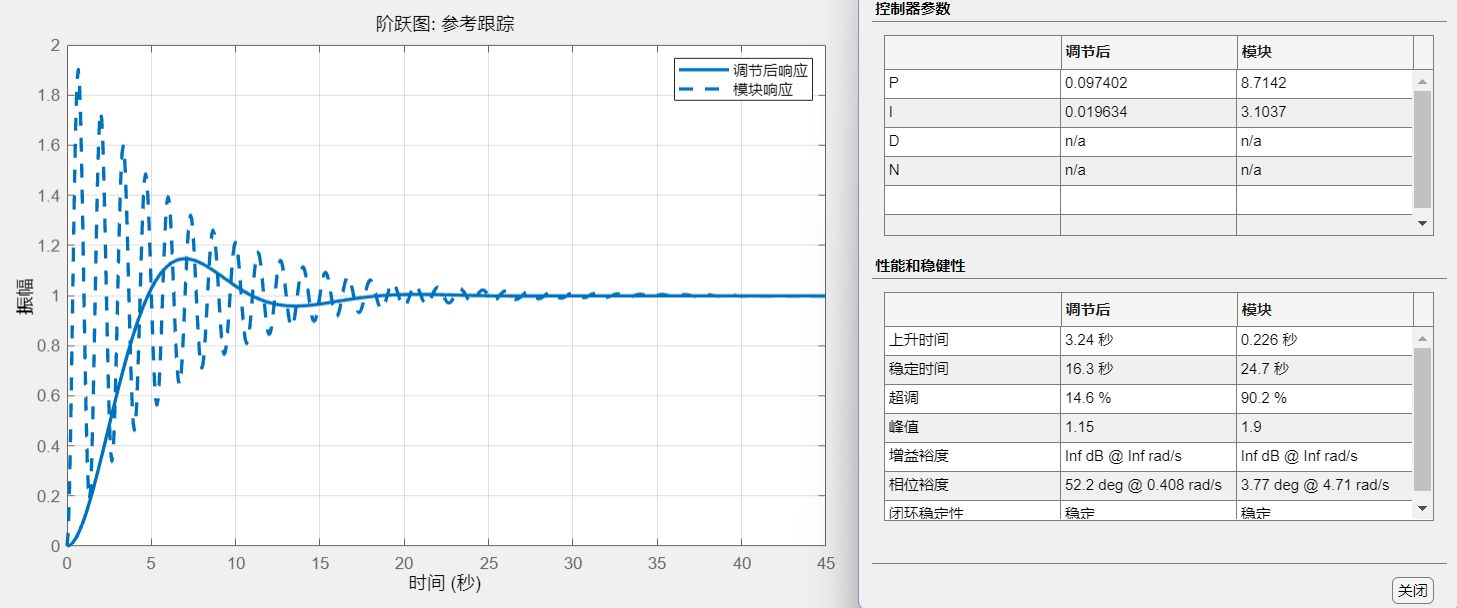 阶跃图: 参考跟踪
调节后响应
模块响应
2
1.8
1.6
1.4
1.2
1
0.8
0.6
0.4
0.2
0
振幅
0 5 10 15 20 25 30 35 40 45
时间 (秒)
控制器参数
调节后 模块
P 0.097402 8.7142
I 0.019634 3.1037
D n/a n/a
N n/a n/a
性能和稳健性
调节后 模块
上升时间 3.24 秒 0.226 秒
稳定时间 16.3 秒 24.7 秒
超调 14.6 % 90.2 %
峰值 1.15 1.9
增益裕度 Inf dB @ Inf rad/s Inf dB @ Inf rad/s
相位裕度 52.2 deg @ 0.408 rad/s 3.77 deg @ 4.71 rad/s
闭环稳定性 稳定 稳定
关闭